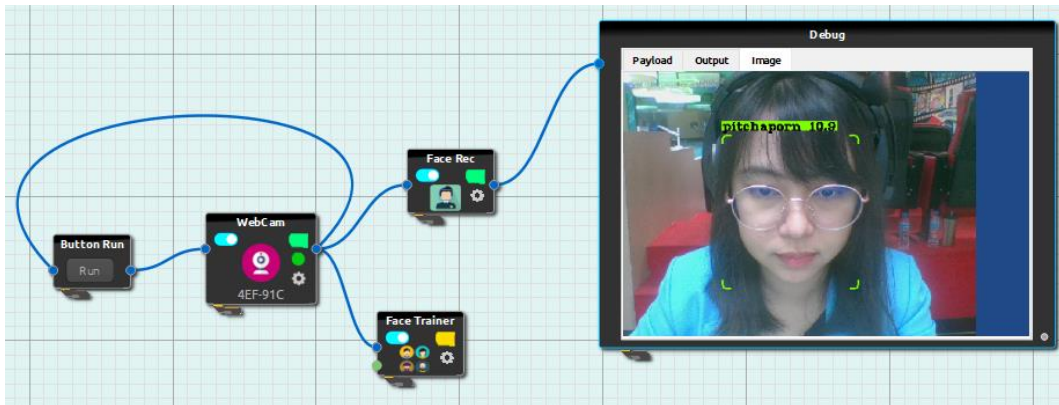 Debug
Payload Output Image
pitchaporn 10.9
Face Rec
WebCam
4EF-91C
Button Run
Run
Face Trainer